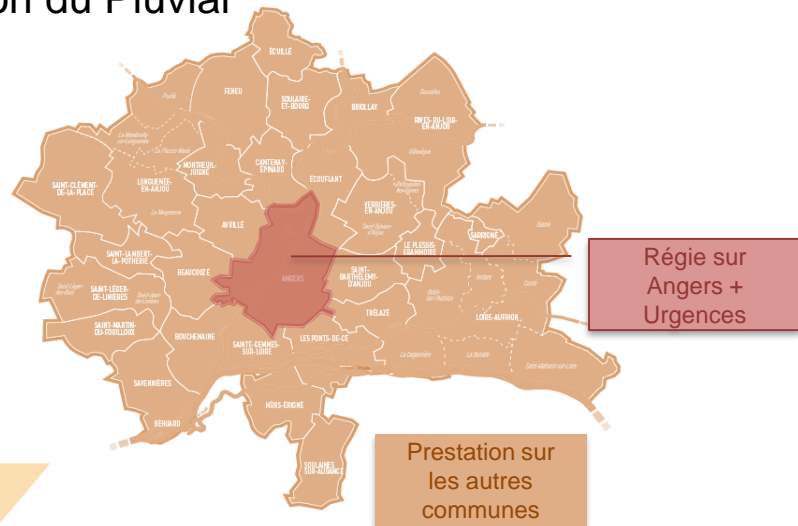 on du Pluvial
ÉCUILLÉ
FENEU
SOULAIRE-
ET-BOURG
BRIOLLAY
RIVES-DU-LOIR-
EN-ANJOU
Villevêque
SAINT-CLÉMENT-
DE-LA-PLACE
LONGUENÉE-
EN-ANJOU
La Meignanne
MONTREUIL-
JUIGNÉ
CANTENAY-
ÉPINARD
ÉCOUFLANT
VERRIÈRES-
EN-ANJOU
AVRILLÉ
SARRIGNÉ
LE PLESSIS-
GRAMMOIRE
SAINT-LAMBERT-
LA-POTHERIE
BEAUCOUZÉ
ANGERS
SAINT-
BARTHÉLEMY-
D'ANJOU
SAINT-LÉGER-
DE-LINIÈRES
SAINT-MARTIN-
DU-FOUILLOUX
TRÉLAZÉ
LOIRE-AUTHION
BOUCHEMAINE
SAINTE-GEMMES-
SUR-LOIRE
LES PONTS-DE-CÉ
SAVENNIÈRES
BÉHUARD
MÛRS-ÉRIGNÉ
SOULAINES-
SUR-AUBANCE
Régie sur
Angers +
Urgences
Prestation sur
les autres
communes